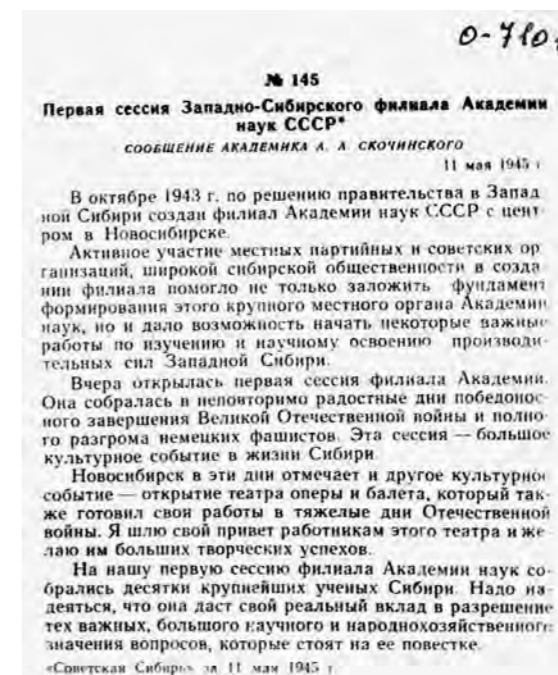 О-710
№ 145
Первая сессия Западно-Сибирского филиала Академии
наук СССР*
СООБЩЕНИЕ АКАДЕМИКА А. А. СКОЧИНСКОГО
11 мая 1945 г
В октябре 1943 г. по решению правительства в Запад
ной Сибири создан филиал Академии наук СССР с цент
ром в Новосибирске.
Активное участие местных партийных и советских ор
ганизаций, широкой сибирской общественности в созда
нии филиала помогло не только заложить фундамент
формирования этого крупного местного органа Академии
наук, но и дало возможность начать некоторые важные
работы по изучению и научному освоению производи-
тельных сил Западной Сибири.
Вчера открылась первая сессия филиала Академии.
Она собралась в неповторимо радостные дни победонос-
ного завершения Великой Отечественной войны и полно-
го разгрома немецких фашистов. Эта сессия — большое
культурное событие в жизни Сибири
Новосибирск в эти дни отмечает и другое культурное
событие — открытие театра оперы и балета, который так-
же готовил свои работы в тяжелые дни Отечественной
войны. Я шлю свой привет работникам этого театра и же-
лаю им больших творческих успехов.
На нашу первую сессию филиала Академии наук со-
брались десятки крупнейших ученых Сибири. Надо на-
деяться, что она даст свой реальный вклад в разрешение
тех важных, большого научного и народнохозяйственного
значения вопросов, которые стоят на ее повестке.
«Советская Сибирь» за 11 мая 1945 г.